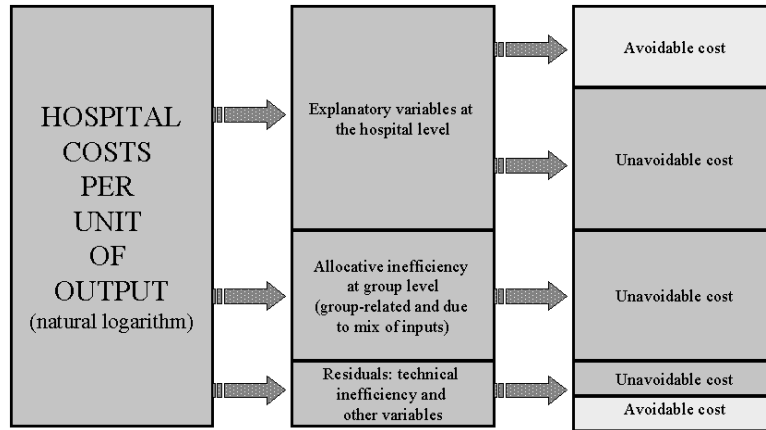 HOSPITAL
COSTS
PER
UNIT
OF
OUTPUT
(natural logarithm)
Explanatory variables at
the hospital level
Allocative inefficiency
at group level
(group-related and due
to mix of inputs)
Residuals: technical
inefficiency and
other variables
Avoidable cost
Unavoidable cost
Unavoidable cost
Unavoidable cost
Avoidable cost